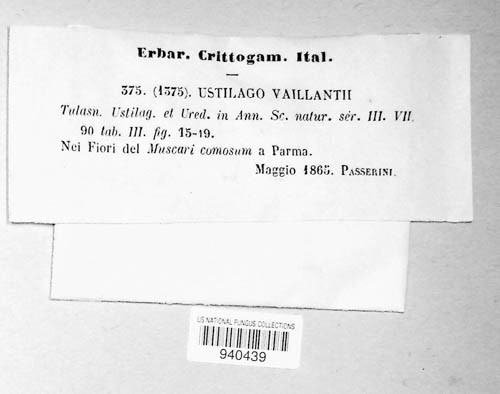 Erbar. Crittogam. Ital.
375. (1375). USTILAGO VAILLANTII
Tulasn. Ustilag. et Ured. in Ann. Sc. natur. sér. III. VII.
90 tab. III. fig. 15-19.
Nei Fiori del Muscari comosum a Parma.
Maggio 1865. PASSERINI.
US NATIONAL FUNGUS COLLECTIONS
940439